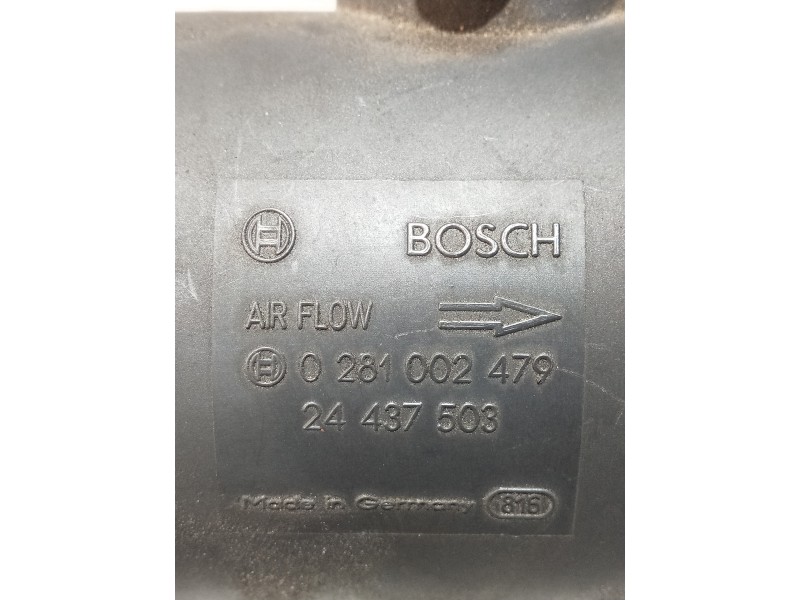 BOSCH
AIR FLOW
0 281 002 479
24 437 503
Made in Germany 816